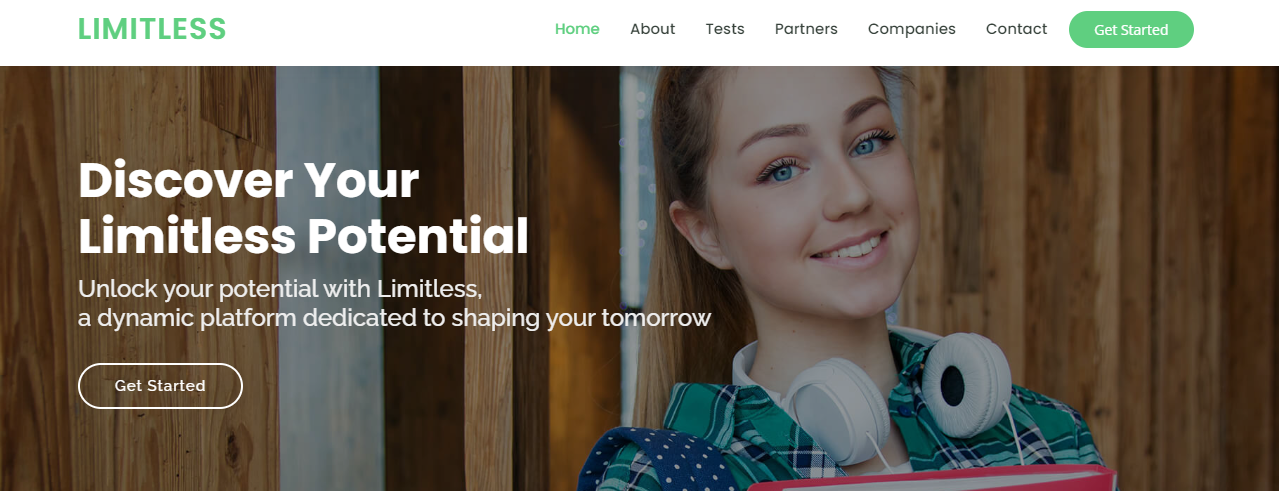 LIMITLESS
Home About Tests Partners Companies Contact Get Started
Discover Your
Limitless Potential
Unlock your potential with Limitless,
a dynamic platform dedicated to shaping your tomorrow
Get Started